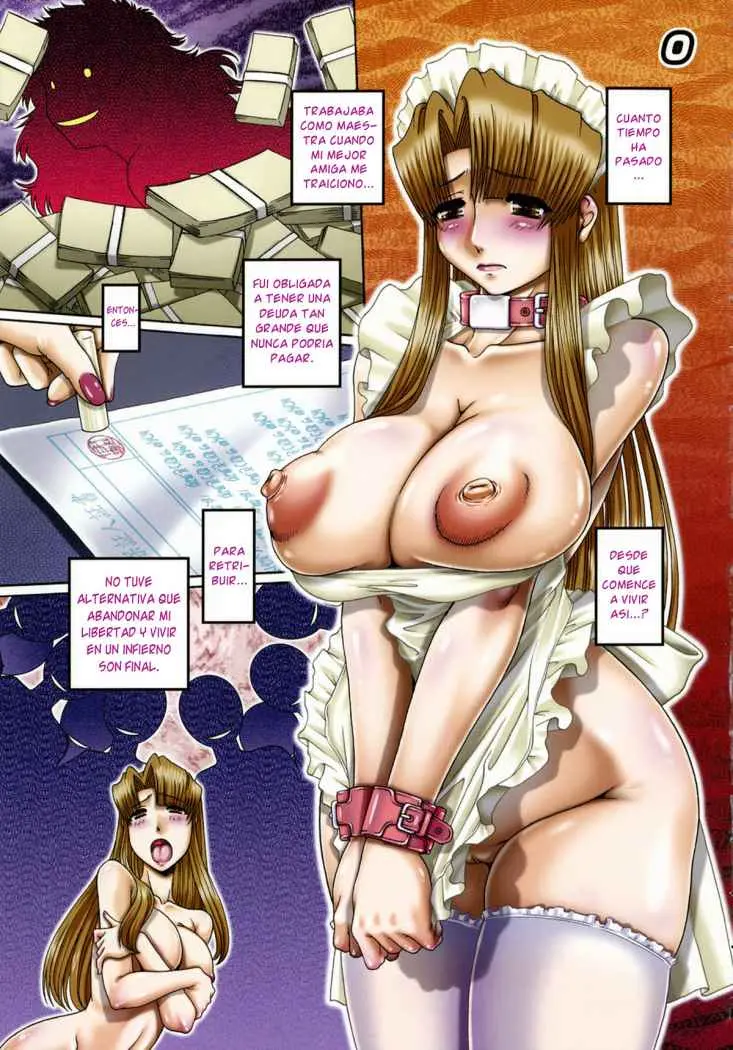 0
CUANTO
TIEMPO
HA
PASADO
...
TRABAJABA
COMO MAES-
TRA CUANDO
MI MEJOR
AMIGA ME
TRAICIONO...
FUI OBLIGADA
A TENER UNA
DEUDA TAN
GRANDE QUE
NUNCA PODRIA
PAGAR.
ENTON-
CES...
PARA
RETRI-
BUIR...
NO TUVE
ALTERNATIVA QUE
ABANDONAR MI
LIBERTAD Y VIVIR
EN UN INFIERNO
SON FINAL.
DESDE
QUE
COMENCE
A VIVIR
ASI...?